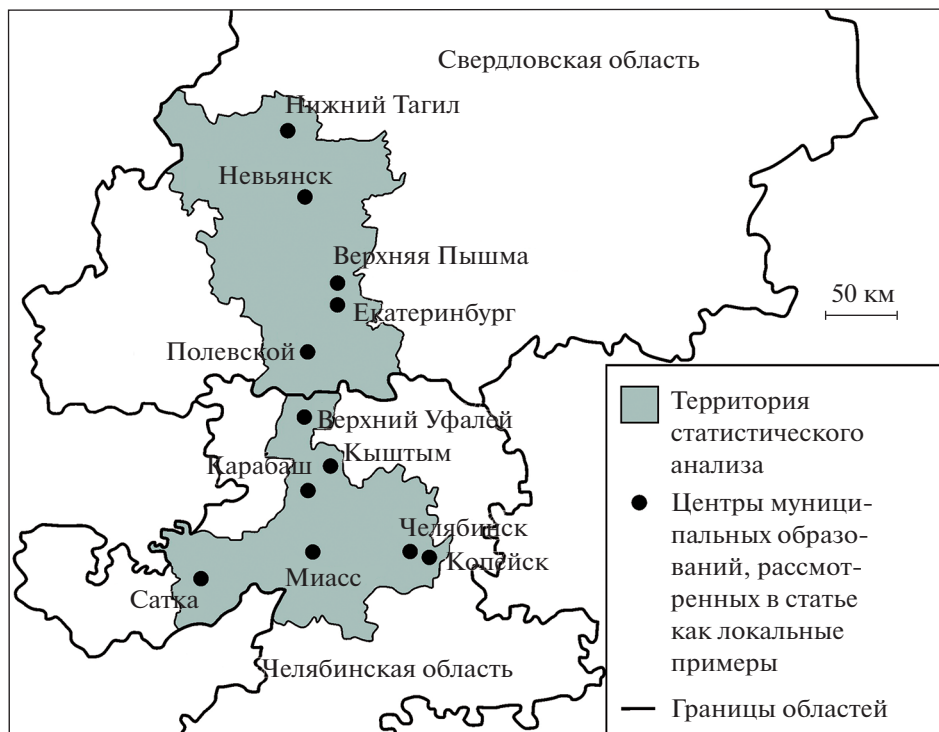 Свердловская область
Нижний Тагил
Невьянск
Верхняя Пышма
Екатеринбург
50 км
Полевской
Верхний Уфалей
Кыштым
Карабаш
Челябинск
Копейск
Миасс
Сатка
Челябинская область
Территория
статистического
анализа
Центры муници-
пальных образо-
ваний, рассмот-
ренных в статье
как локальные
примеры
Границы областей